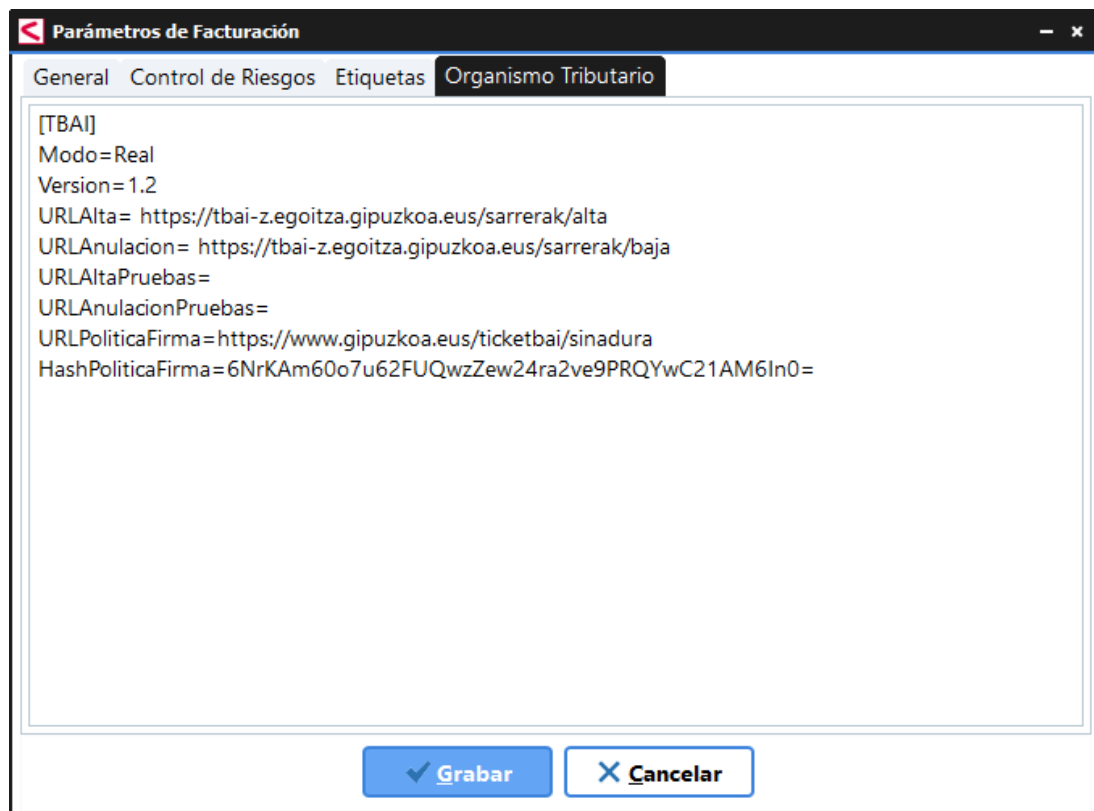 Parámetros de Facturación
General Control de Riesgos Etiquetas Organismo Tributario
[TBAI]
Modo=Real
Version=1.2
URLAlta= https://tbai-z.egoitza.gipuzkoa.eus/sarrerak/alta
URLAnulacion= https://tbai-z.egoitza.gipuzkoa.eus/sarrerak/baja
URLAltaPruebas=
URLAnulacionPruebas=
URLPoliticaFirma=https://www.gipuzkoa.eus/ticketbai/sinadura
HashPoliticaFirma=6NrKAm60o7u62FUQwzZew24ra2ve9PRQYwC21AM6In0=
Grabar Cancelar